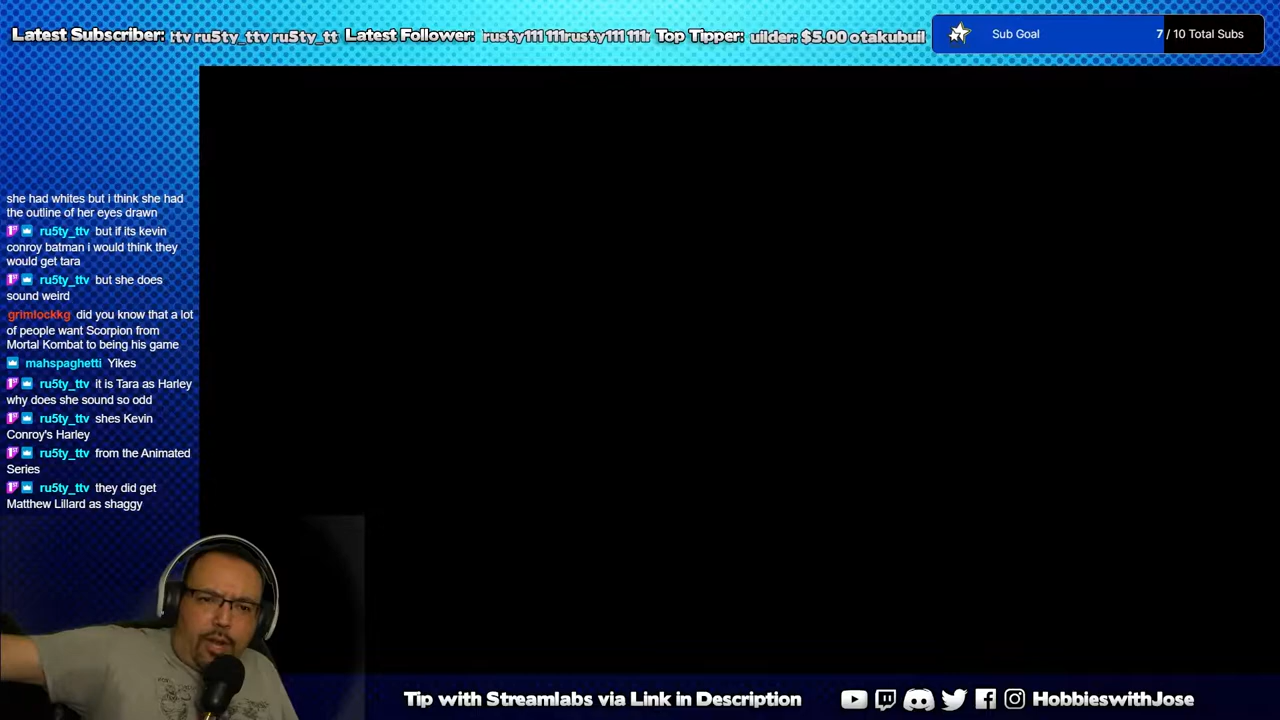 Latest Subscriber: ttv ru5ty_ttv ru5ty_tt Latest Follower: rusty111 111rusty111 111r Top Tipper: uilder: $5.00 otakubuil
Sub Goal 7 / 10 Total Subs
she had whites but i think she had
the outline of her eyes drawn
ru5ty_ttv but if its kevin
conroy batman i would think they
would get tara
ru5ty_ttv but she does
sound weird
grimlockkg did you know that a lot
of people want Scorpion from
Mortal Kombat to being his game
mahspaghetti Yikes
ru5ty_ttv it is Tara as Harley
why does she sound so odd
ru5ty_ttv shes Kevin
Conroy's Harley
ru5ty_ttv from the Animated
Series
ru5ty_ttv they did get
Matthew Lillard as shaggy
Tip with Streamlabs via Link in Description HobbieswithJose